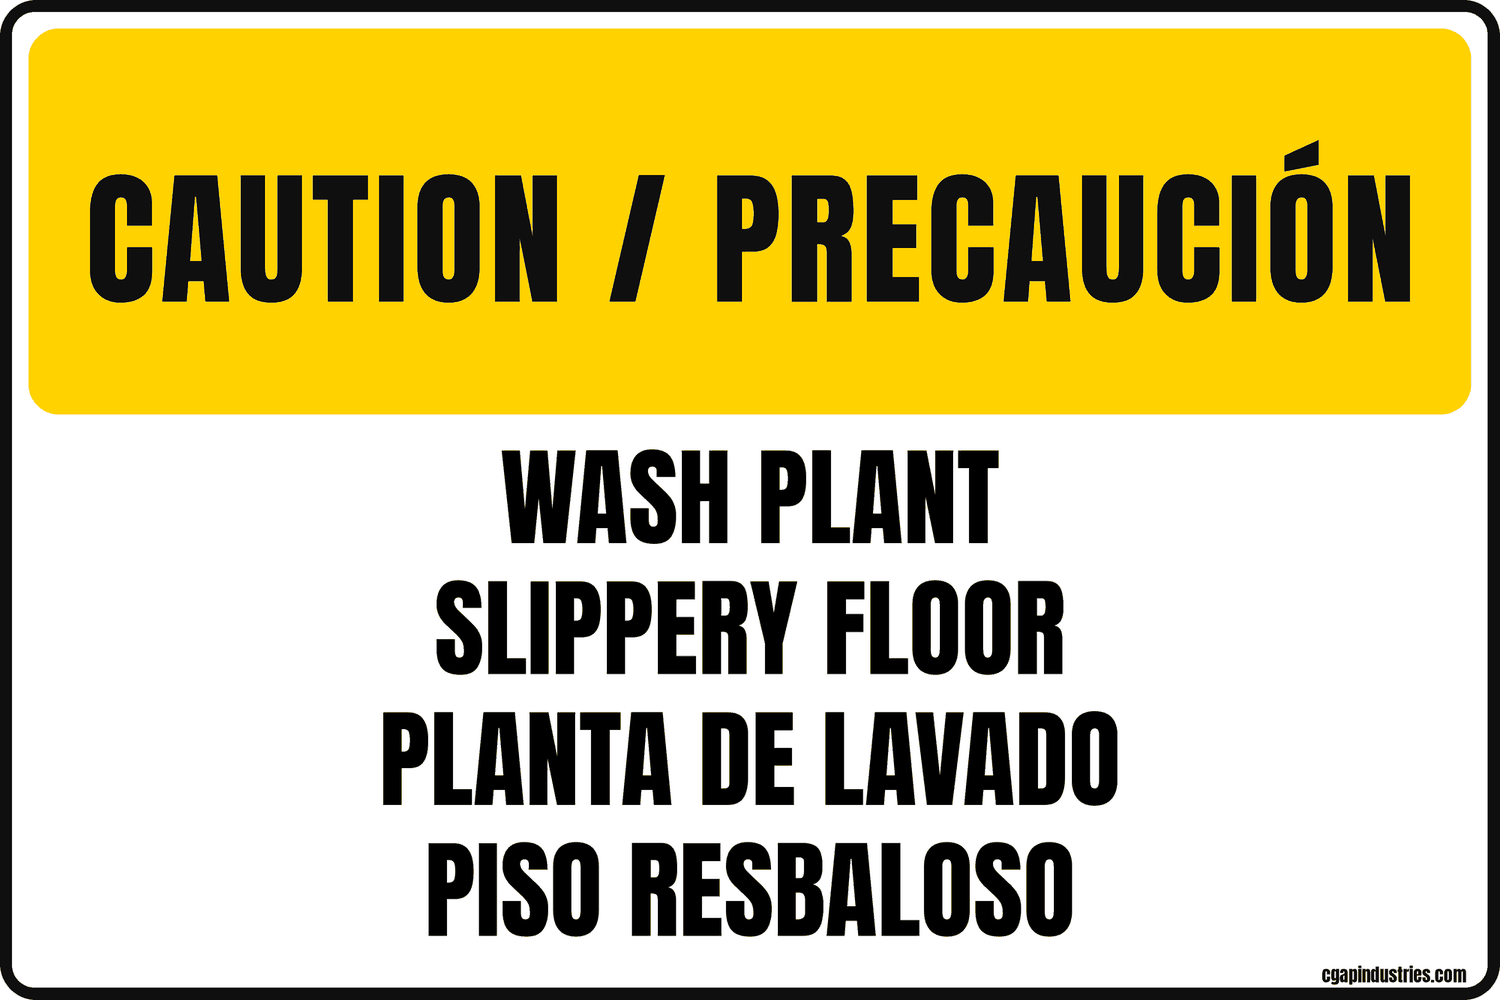 CAUTION / PRECAUCIÓN
WASH PLANT
SLIPPERY FLOOR
PLANTA DE LAVADO
PISO RESBALOSO
cgapindustries.com